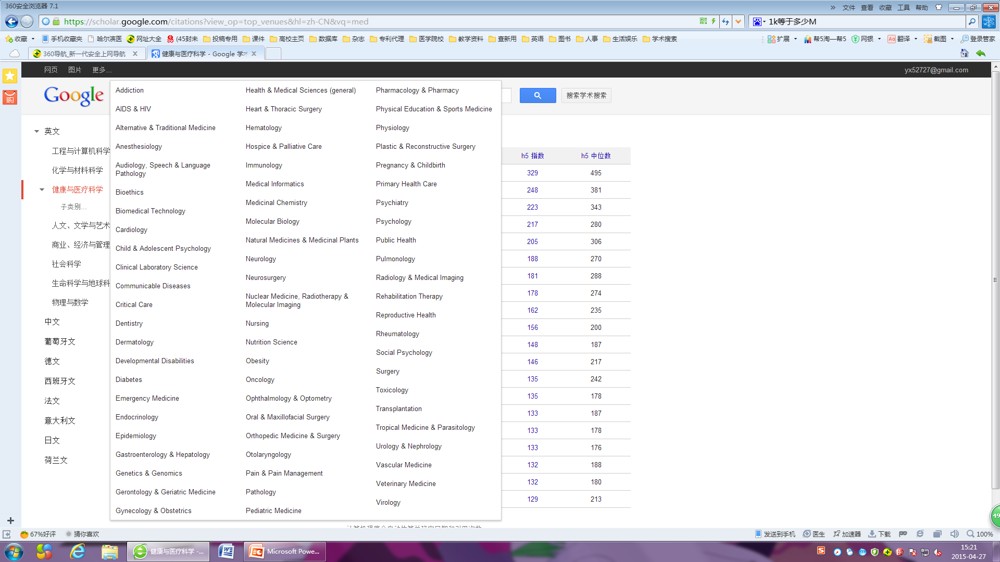 360安全浏览器 7.1
» 文件 查看 收藏 工具 帮助
https://scholar.google.com/citations?view_op=top_venues&hl=zh-CN&vq=med
1k等于多少M
收藏 手机收藏夹 哈尔滨医 网址大全 (45封未 投稿专用 课件 高校主页 数据库 杂志 专利代理 医学院校 教学资料 查新用 英语 图书 人事 生活娱乐 学术搜索 扩展 帮5淘—帮5 网银 翻译 截图 登录管家
360导航_新一代安全上网导航
健康与医疗科学 - Google 学
网页 图片 更多...
yx52727@gmail.com
Google
搜索学术搜索
英文
工程与计算机科学
化学与材料科学
健康与医疗科学
子类别...
人文、文学与艺术
商业、经济与管理
社会科学
生命科学与地球科
物理与数学
中文
葡萄牙文
德文
西班牙文
法文
意大利文
日文
荷兰文
Addiction
AIDS & HIV
Alternative & Traditional Medicine
Anesthesiology
Audiology, Speech & Language
Pathology
Bioethics
Biomedical Technology
Cardiology
Child & Adolescent Psychology
Clinical Laboratory Science
Communicable Diseases
Critical Care
Dentistry
Dermatology
Developmental Disabilities
Diabetes
Emergency Medicine
Endocrinology
Epidemiology
Gastroenterology & Hepatology
Genetics & Genomics
Gerontology & Geriatric Medicine
Gynecology & Obstetrics
Health & Medical Sciences (general)
Heart & Thoracic Surgery
Hematology
Hospice & Palliative Care
Immunology
Medical Informatics
Medicinal Chemistry
Molecular Biology
Natural Medicines & Medicinal Plants
Neurology
Neurosurgery
Nuclear Medicine, Radiotherapy &
Molecular Imaging
Nursing
Nutrition Science
Obesity
Oncology
Ophthalmology & Optometry
Oral & Maxillofacial Surgery
Orthopedic Medicine & Surgery
Otolaryngology
Pain & Pain Management
Pathology
Pediatric Medicine
Pharmacology & Pharmacy
Physical Education & Sports Medicine
Physiology
Plastic & Reconstructive Surgery
Pregnancy & Childbirth
Primary Health Care
Psychiatry
Psychology
Public Health
Pulmonology
Radiology & Medical Imaging
Rehabilitation Therapy
Reproductive Health
Rheumatology
Social Psychology
Surgery
Toxicology
Transplantation
Tropical Medicine & Parasitology
Urology & Nephrology
Vascular Medicine
Veterinary Medicine
Virology
h5 指数 h5 中位数
329 495
248 381
223 343
217 280
205 306
188 270
181 288
178 274
162 235
156 200
148 187
146 217
135 242
135 178
133 187
133 178
133 176
132 188
132 180
129 213
49
67%好评 猜你喜欢
发送到手机 医生 加速器 下载 100%
健康与医疗科学 -...
Microsoft Powe...
15:21
2015-04-27